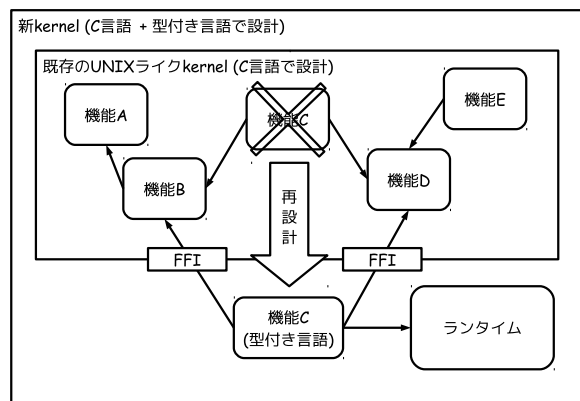 新kernel (C言語 + 型付き言語で設計)
既存のUNIXライクkernel (C言語で設計)
機能A
機能C
機能E
機能B
機能D
再
設
計
FFI
FFI
機能C
(型付き言語)
ランタイム